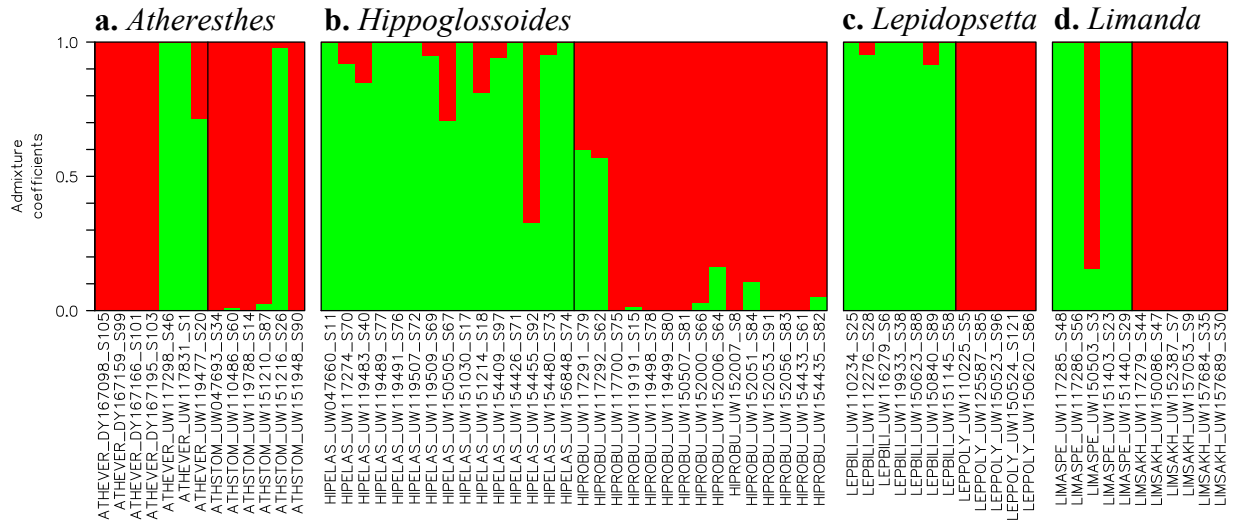 a. Atheresthes
b. Hippoglossoides
c. Lepidopsetta
d. Limanda
1.0
0.5
0.0
Admixture
coefficients
ATHEVER_DY167098_S105
ATHEVER_DY167159_S99
ATHEVER_DY167166_S101
ATHEVER_DY167195_S103
ATHEVER_UW117298_S46
ATHEVER_UW117831_S1
ATHEVER_UW119477_S20
ATHSTOM_UW047693_S34
ATHSTOM_UW110486_S60
ATHSTOM_UW119788_S14
ATHSTOM_UW151210_S87
ATHSTOM_UW151216_S26
ATHSTOM_UW151948_S90
HIPELAS_UW047660_S11
HIPELAS_UW117274_S70
HIPELAS_UW119483_S40
HIPELAS_UW119489_S77
HIPELAS_UW119491_S76
HIPELAS_UW119507_S72
HIPELAS_UW119509_S69
HIPELAS_UW150505_S67
HIPELAS_UW151030_S17
HIPELAS_UW151214_S18
HIPELAS_UW154409_S97
HIPELAS_UW154426_S71
HIPELAS_UW154455_S92
HIPELAS_UW154480_S73
HIPELAS_UW156848_S74
HIPROBU_UW117291_S79
HIPROBU_UW117292_S62
HIPROBU_UW117700_S75
HIPROBU_UW119191_S15
HIPROBU_UW119498_S78
HIPROBU_UW119499_S80
HIPROBU_UW150507_S81
HIPROBU_UW152000_S66
HIPROBU_UW152006_S64
HIPROBU_UW152007_S8
HIPROBU_UW152051_S84
HIPROBU_UW152053_S91
HIPROBU_UW152056_S83
HIPROBU_UW154433_S61
HIPROBU_UW154435_S82
LEPBILI_UW110234_S25
LEPBILI_UW112276_S28
LEPBILI_UW116279_S6
LEPBILI_UW119933_S38
LEPBILI_UW150623_S88
LEPBILI_UW150840_S89
LEPBILI_UW151145_S58
LEPPOLY_UW110225_S5
LEPPOLY_UW125587_S85
LEPPOLY_UW150523_S96
LEPPOLY_UW150524_S121
LEPPOLY_UW150620_S86
LIMASPE_UW117285_S48
LIMASPE_UW117286_S56
LIMASPE_UW150503_S2
LIMASPE_UW151403_S23
LIMASPE_UW151440_S29
LIMSAKH_UW117279_S44
LIMSAKH_UW150086_S47
LIMSAKH_UW152387_S7
LIMSAKH_UW157053_S9
LIMSAKH_UW157684_S35
LIMSAKH_UW157689_S30